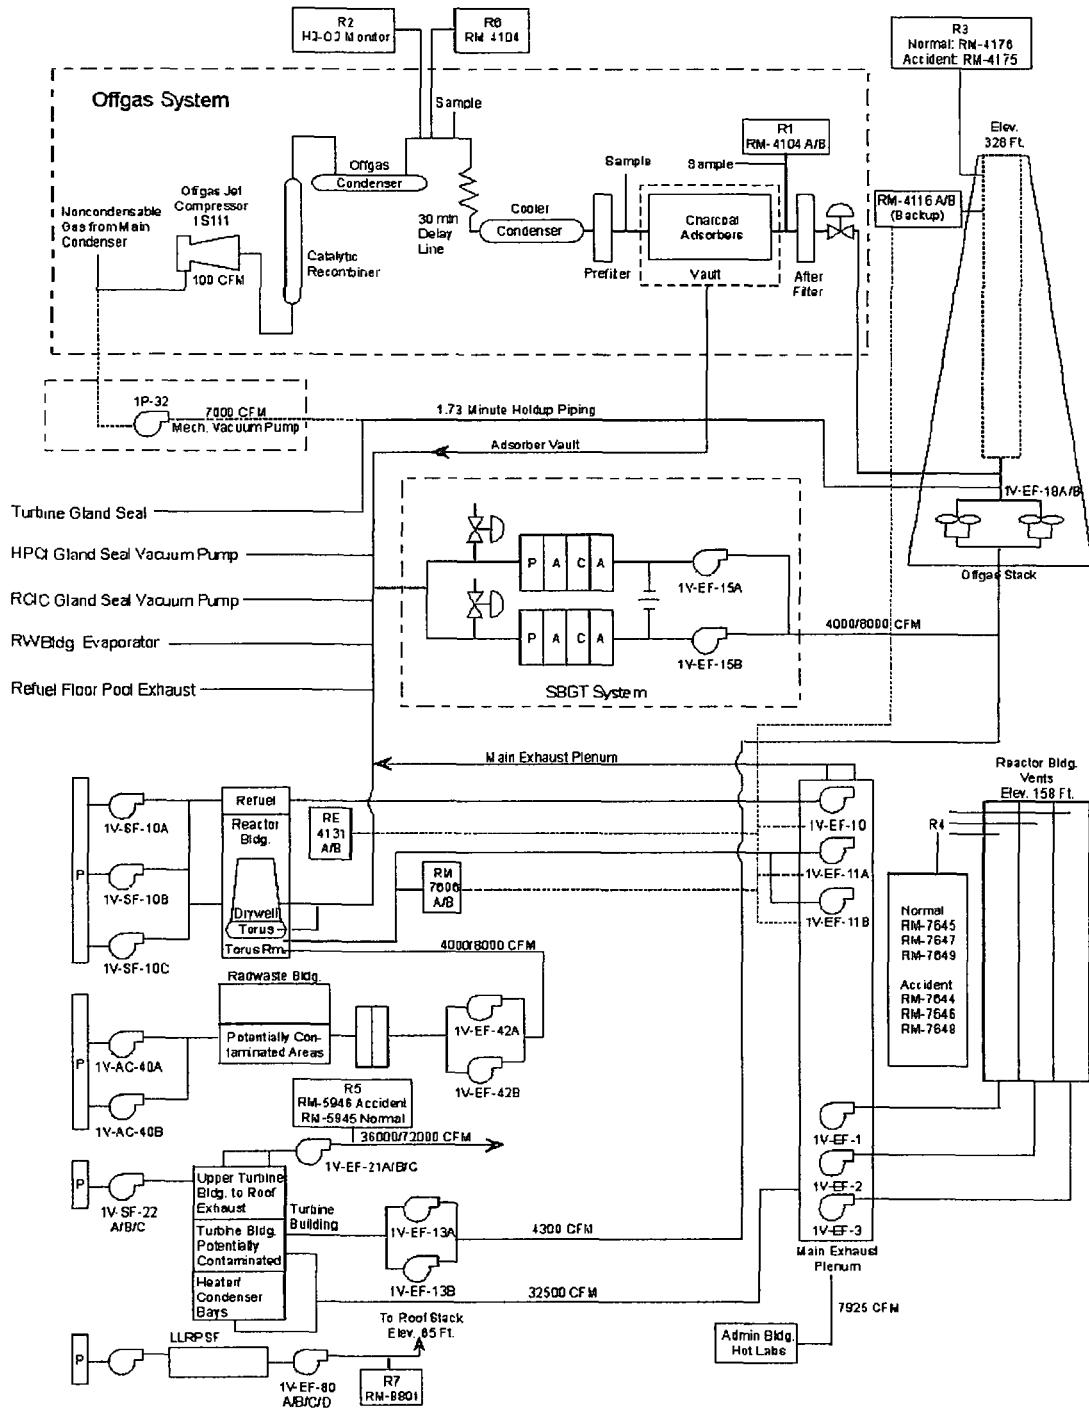 R2
H2-O2 Monitor
R6
RM 4104
R3
Normal: RM-4176
Accident: RM-4175
Offgas System
Sample
R1
RM-4104 A/B
Elev.
328 Ft.
Offgas
Condenser
Sample
Sample
RM-4116 A/B
(Backup)
Offgas Jet
Compressor
1S111
Noncondensable
Gas from Main
Condenser
30 min
Delay
Line
Cooler
Condenser
Charcoal
Adsorbers
Catalytic
Recombiner
100 CFM
Prefilter
Vault
After
Filter
1P-32
7000 CFM
Mech. Vacuum Pump
1.73 Minute Holdup Piping
Adsorber Vault
1V-EF-18A/B
Turbine Gland Seal
HPCI Gland Seal Vacuum Pump
P A C A
1V-EF-15A
Offgas Stack
RCIC Gland Seal Vacuum Pump
4000/8000 CFM
RWBldg. Evaporator
P A C A
1V-EF-15B
Refuel Floor Pool Exhaust
SBGT System
Main Exhaust Plenum
Reactor Bldg.
Vents
Elev. 158 Ft.
Refuel
1V-SF-10A
Reactor
Bldg.
RE
4131
A/B
1V-EF-10
R4
P
1V-EF-11A
1V-SF-10B
RM
7606
A/B
Drywell
Torus
1V-EF-11B
Torus Rm.
4000/8000 CFM
1V-SF-10C
Normal
RM-7645
RM-7647
RM-7649
Accident
RM-7644
RM-7646
RM-7648
Radwaste Bldg.
P
Potentially Con-
taminated Areas
1V-EF-42A
1V-AC-40A
1V-EF-42B
R5
RM-5946 Accident
RM-5945 Normal
1V-AC-40B
36000/72000 CFM
1V-EF-1
1V-EF-21A/B/C
P
1V-SF-22
A/B/C
Upper Turbine
Bldg. to Roof
Exhaust
1V-EF-2
Turbine
Building
Turbine Bldg.
Potentially
Contaminated
1V-EF-13A
4300 CFM
1V-EF-3
Main Exhaust
Plenum
Heater/
Condenser
Bays
1V-EF-13B
32500 CFM
7925 CFM
To Roof Stack
Elev. 85 Ft.
LLRPSF
P
Admin Bldg.
Hot Labs
1V-EF-80
A/B/C/D
R7
RM-8801